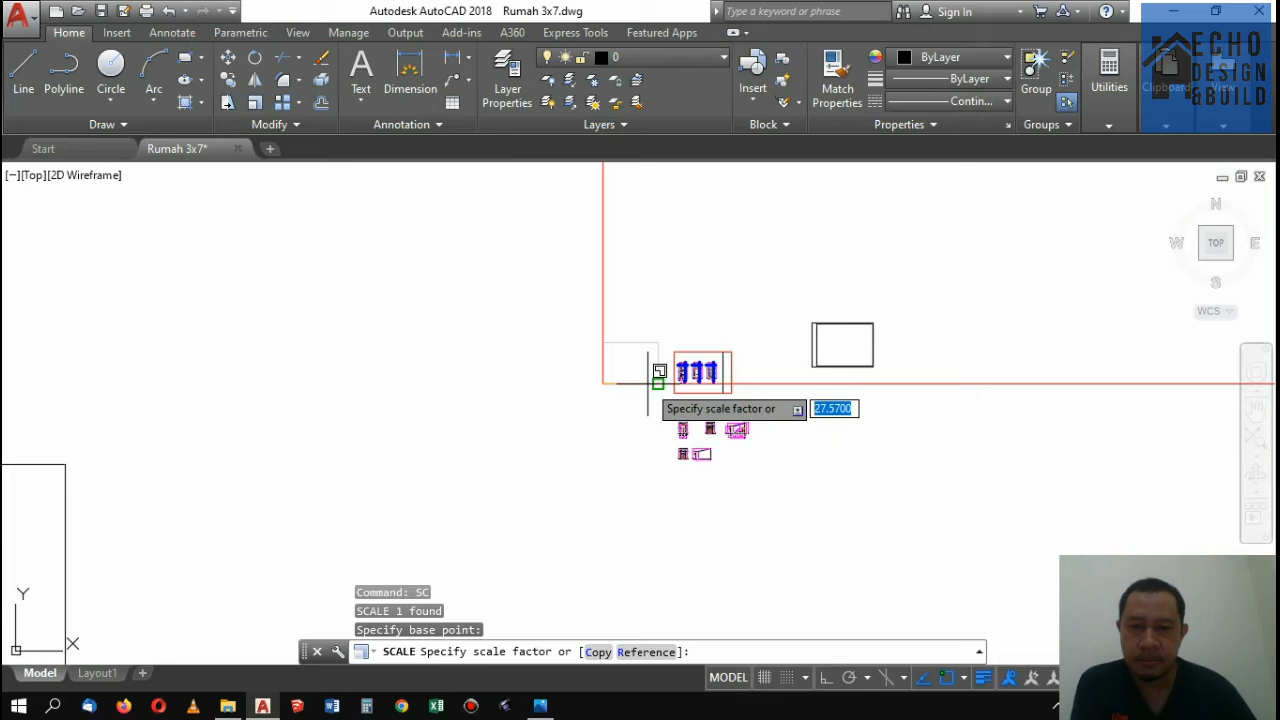 Autodesk AutoCAD 2018 Rumah 3x7.dwg
Type a keyword or phrase
Sign In
Home Insert Annotate Parametric View Manage Output Add-ins A360 Express Tools Featured Apps
ECHO
DESIGN
&BUILD
Line Polyline Circle Arc
Text Dimension
Layer
Properties
0
Insert
Match
Properties
ByLayer
ByLayer
Contin...
Group
Utilities
Clipboard
View
Draw Modify Annotation Layers Block Properties Groups
Start Rumah 3x7*
[−][Top][2D Wireframe]
N
W TOP E
S
WCS
Specify scale factor or 27.5700
Y
X
Command: SC
SCALE 1 found
Specify base point:
SCALE Specify scale factor or [Copy Reference]:
Model Layout1
MODEL